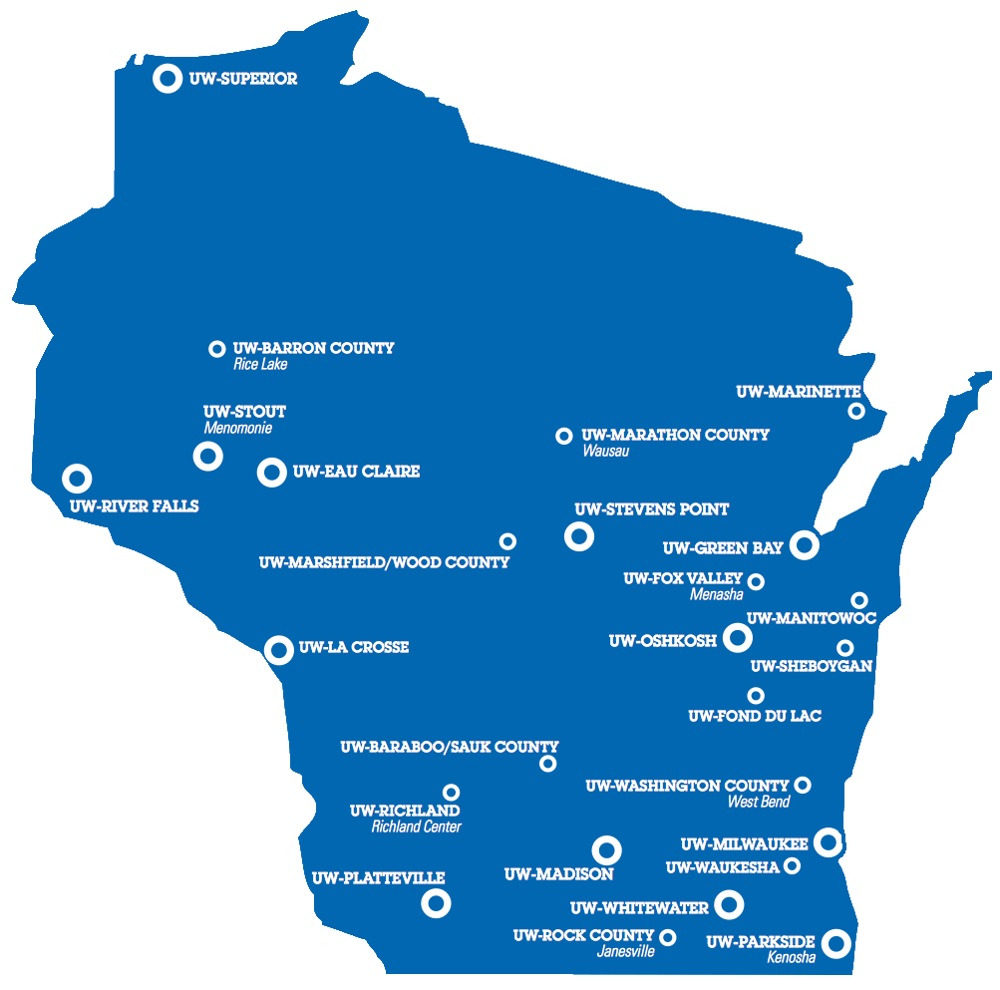 UW-SUPERIOR
UW-BARRON COUNTY
Rice Lake
UW-MARINETTE
UW-STOUT
Menomonie
UW-MARATHON COUNTY
Wausau
UW-EAU CLAIRE
UW-RIVER FALLS
UW-STEVENS POINT
UW-GREEN BAY
UW-MARSHFIELD/WOOD COUNTY
UW-FOX VALLEY
Menasha
UW-MANITOWOC
UW-OSHKOSH
UW-LA CROSSE
UW-SHEBOYGAN
UW-FOND DU LAC
UW-BARABOO/SAUK COUNTY
UW-WASHINGTON COUNTY
West Bend
UW-RICHLAND
Richland Center
UW-MILWAUKEE
UW-WAUKESHA
UW-MADISON
UW-PLATTEVILLE
UW-WHITEWATER
UW-ROCK COUNTY
Janesville
UW-PARKSIDE
Kenosha